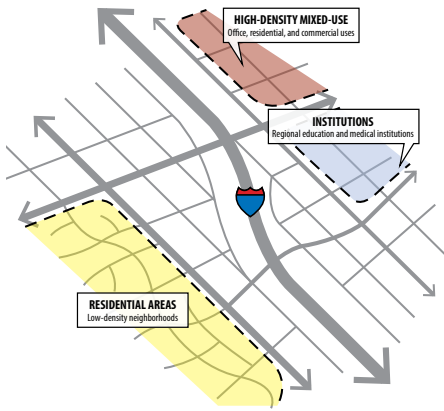 HIGH-DENSITY MIXED-USE
Office, residential, and commercial uses
INSTITUTIONS
Regional education and medical institutions
RESIDENTIAL AREAS
Low-density neighborhoods